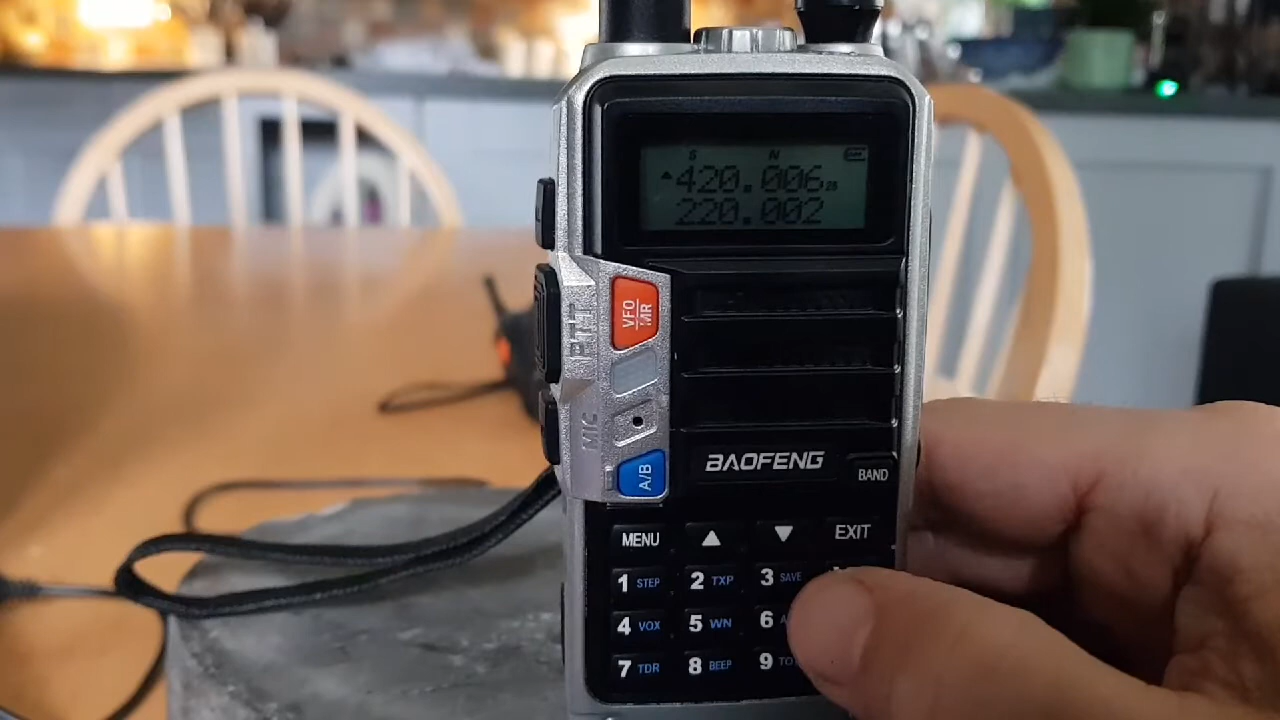 S N
▲420.00625
220.002
VFO
MR
PTT
MIC
A/B
BAOFENG
BAND
MENU ▲ ▼ EXIT
1 STEP 2 TXP 3 SAVE
4 VOX 5 WN 6
7 TDR 8 BEEP 9